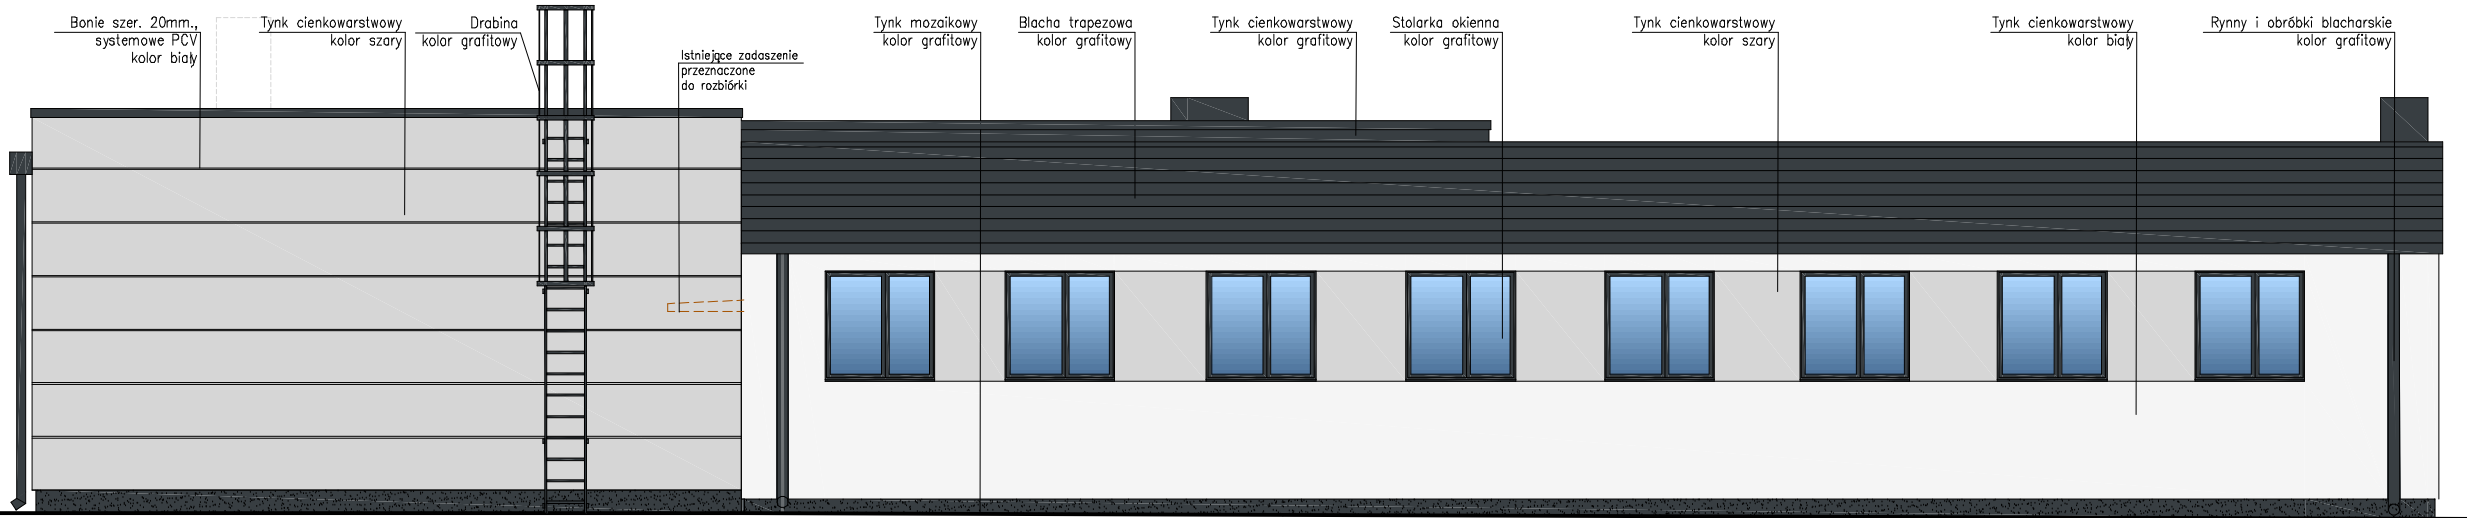 Bonie szer. 20mm.,
systemowe PCV
kolor biały
Tynk cienkowarstwowy
kolor szary
Drabina
kolor grafitowy
Istniejące zadaszenie
przeznaczone
do rozbiórki
Tynk mozaikowy
kolor grafitowy
Blacha trapezowa
kolor grafitowy
Tynk cienkowarstwowy
kolor grafitowy
Stolarka okienna
kolor grafitowy
Tynk cienkowarstwowy
kolor szary
Tynk cienkowarstwowy
kolor biały
Rynny i obróbki blacharskie
kolor grafitowy